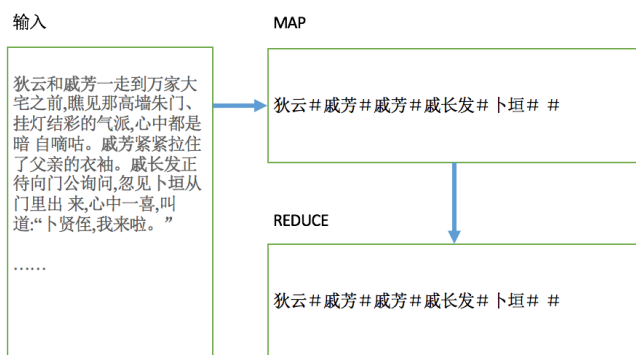 输入
狄云和戚芳一走到万家大
宅之前,瞧见那高墙朱门、
挂灯结彩的气派,心中都是
暗 自嘀咕。戚芳紧紧拉住
了父亲的衣袖。戚长发正
待向门公询问,忽见卜垣从
门里出 来,心中一喜,叫
道:“卜贤侄,我来啦。”
……
MAP
狄云＃戚芳＃戚芳＃戚长发＃卜垣＃ ＃
REDUCE
狄云＃戚芳＃戚芳＃戚长发＃卜垣＃ ＃